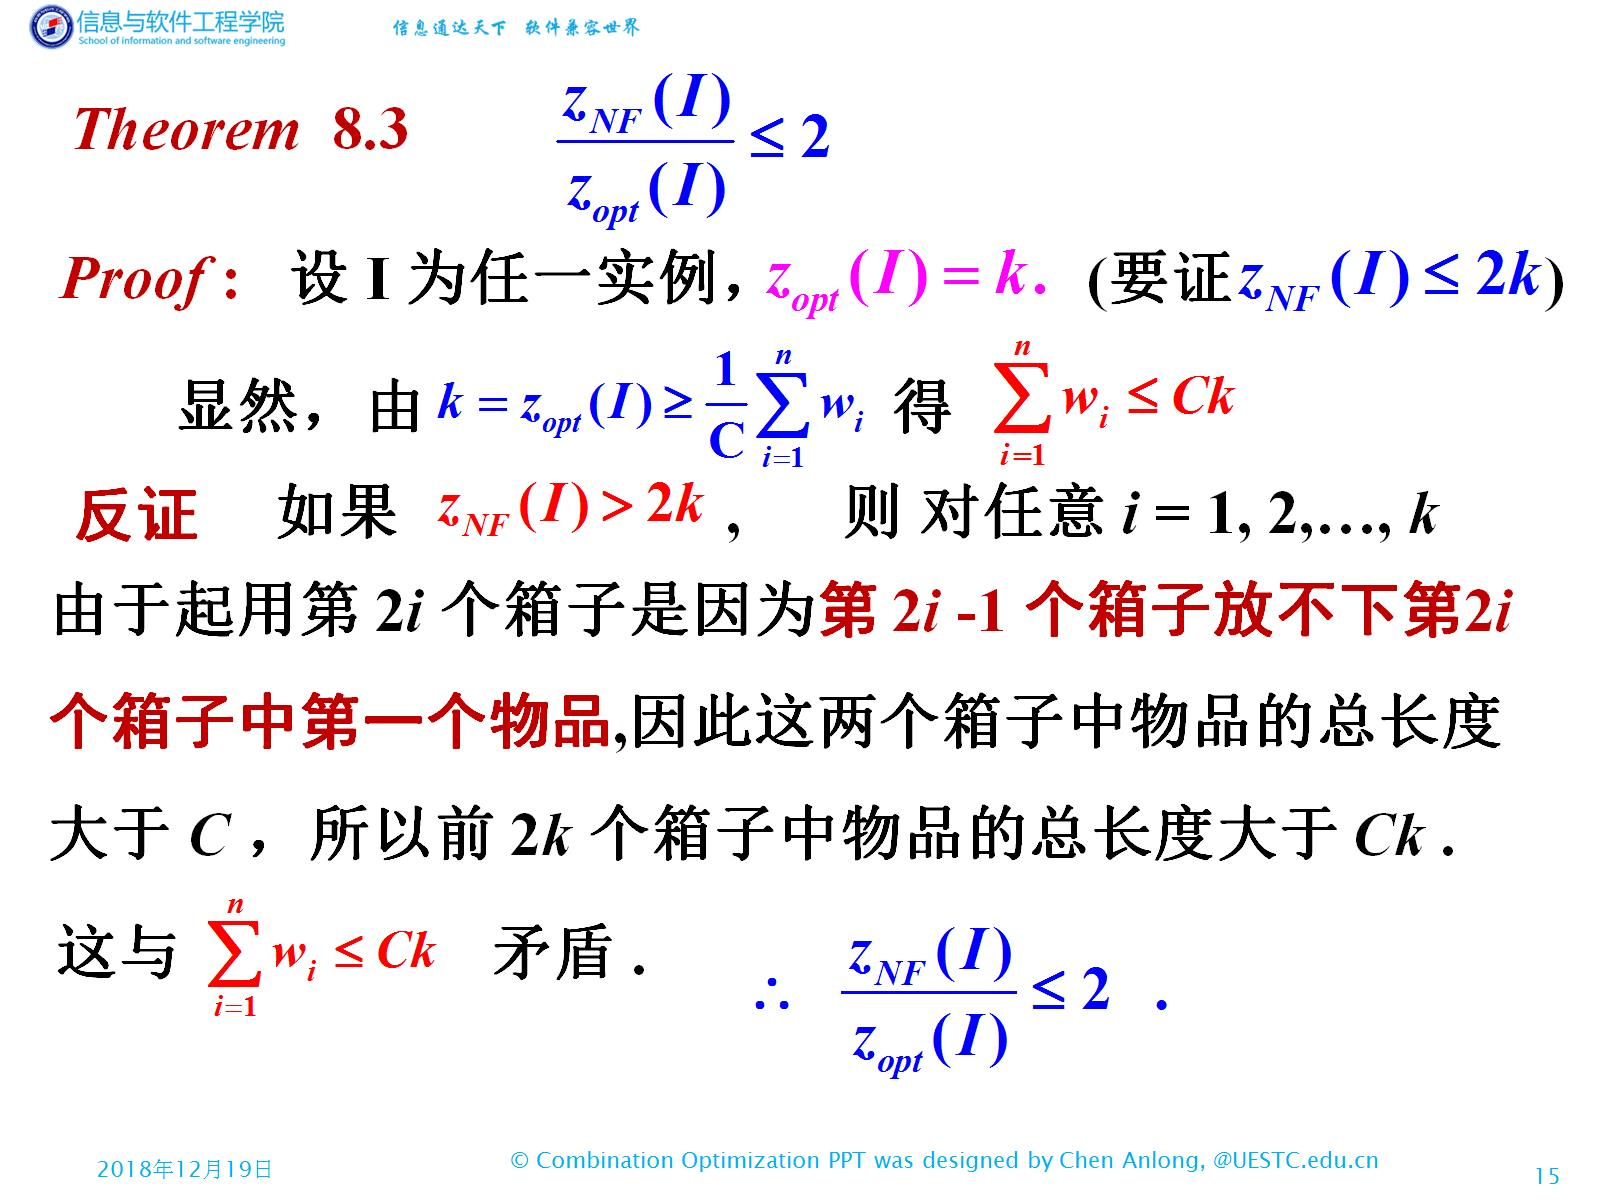 信息与软件工程学院
School of information and software engineering
信息通达天下 软件兼容世界
Theorem 8.3 z_NF(I) / z_opt(I) ≤ 2
Proof : 设 I 为任一实例, z_opt(I) = k. (要证 z_NF(I) ≤ 2k)
显然, 由 k = z_opt(I) ≥ 1/C ∑_{i=1}^{n} w_i 得 ∑_{i=1}^{n} w_i ≤ Ck
反证 如果 z_NF(I) > 2k , 则 对任意 i = 1, 2,…, k
由于起用第 2i 个箱子是因为第 2i -1 个箱子放不下第2i
个箱子中第一个物品,因此这两个箱子中物品的总长度
大于 C ，所以前 2k 个箱子中物品的总长度大于 Ck .
这与 ∑_{i=1}^{n} w_i ≤ Ck 矛盾 .
∴ z_NF(I) / z_opt(I) ≤ 2 .
2018年12月19日
© Combination Optimization PPT was designed by Chen Anlong, @UESTC.edu.cn
15